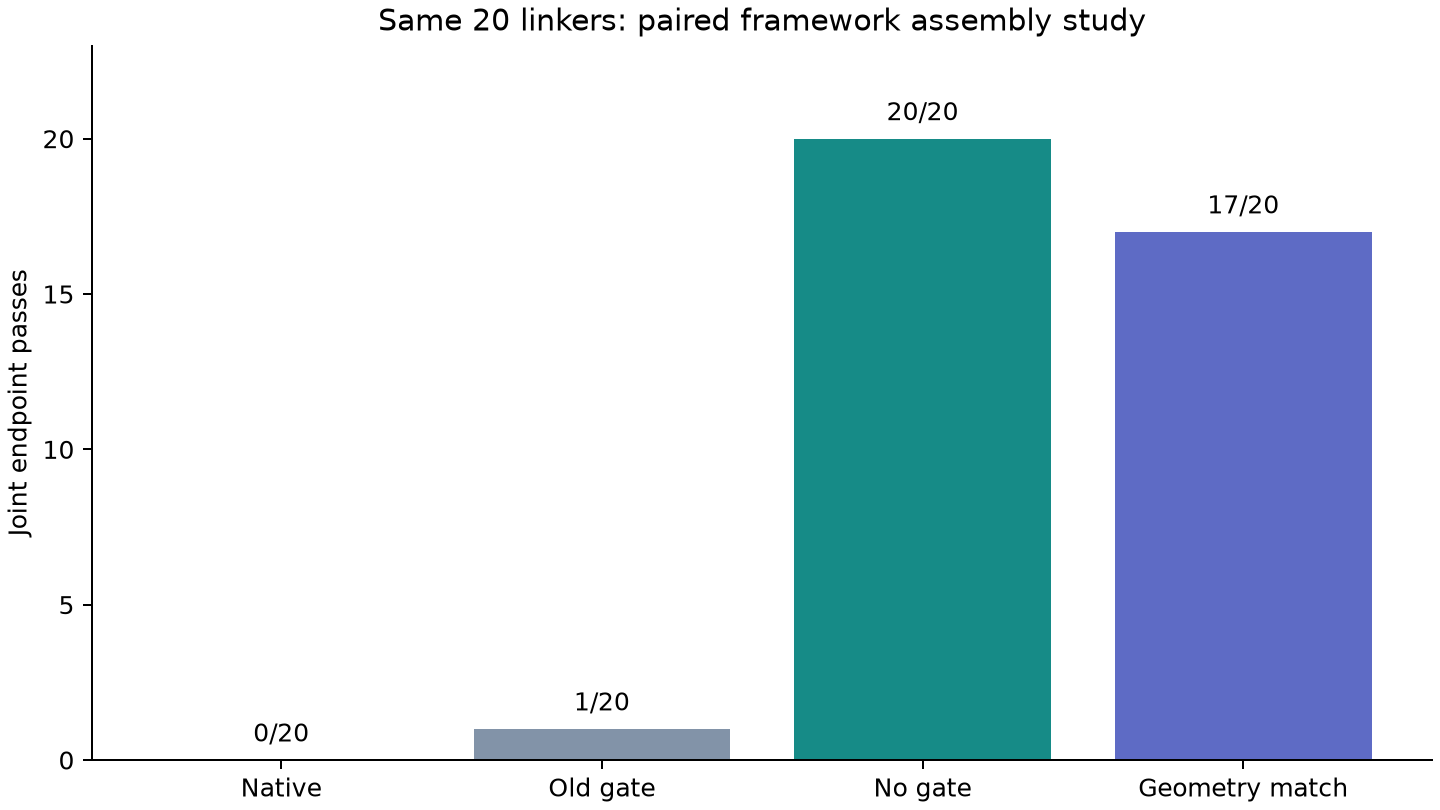 Same 20 linkers: paired framework assembly study
Joint endpoint passes
20
15
10
5
0
0/20
1/20
20/20
17/20
Native
Old gate
No gate
Geometry match